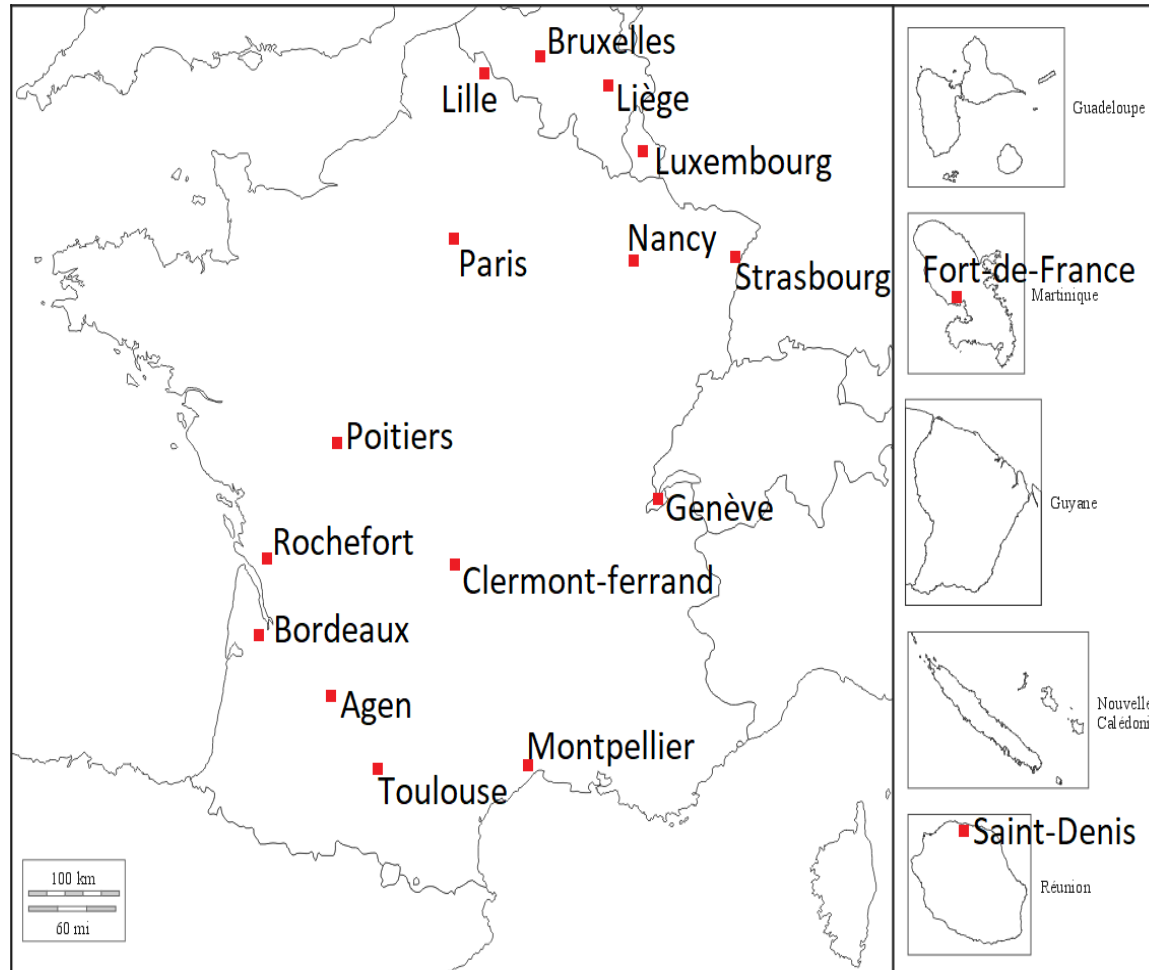 Bruxelles
Lille
Liège
Luxembourg
Paris
Nancy
Strasbourg
Poitiers
Genève
Rochefort
Clermont-ferrand
Bordeaux
Agen
Montpellier
Toulouse
100 km
60 mi
Guadeloupe
Fort-de-France
Martinique
Guyane
Nouvelle
Calédoni
Saint-Denis
Réunion